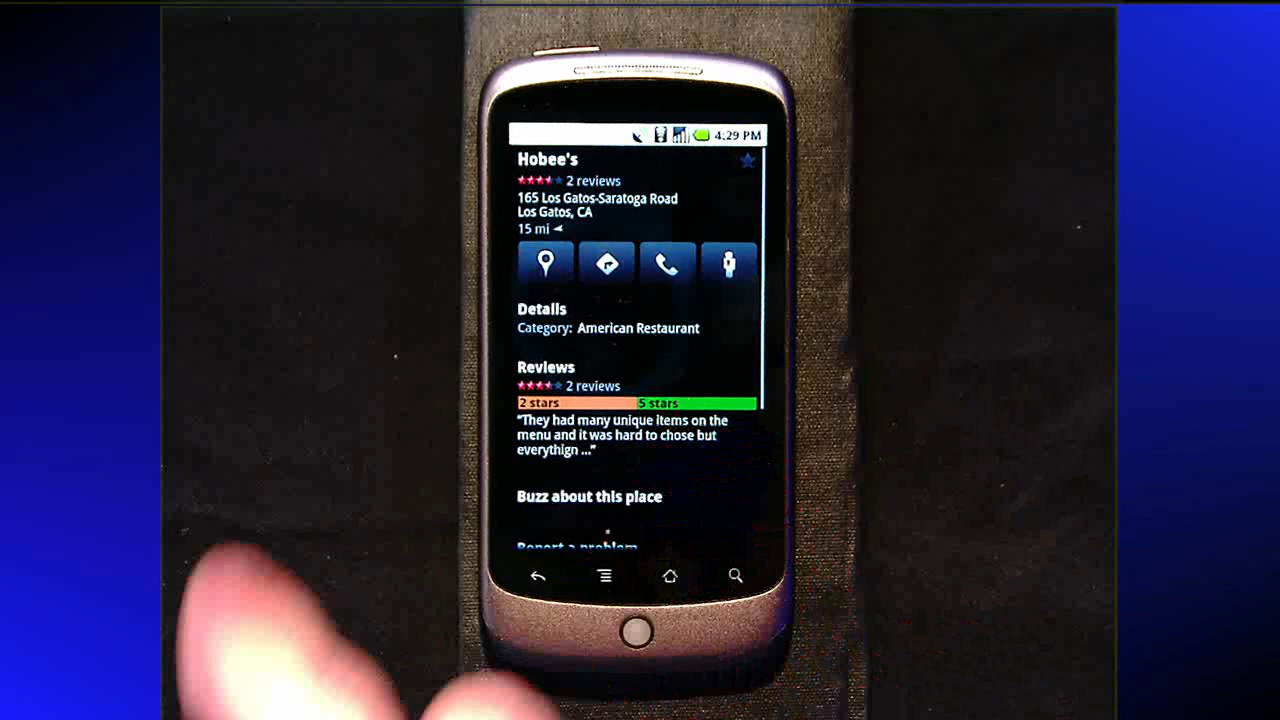 4:29 PM
Hobee's
2 reviews
165 Los Gatos-Saratoga Road
Los Gatos, CA
15 mi
Details
Category: American Restaurant
Reviews
2 reviews
2 stars 5 stars
"They had many unique items on the
menu and it was hard to chose but
everythign ..."
Buzz about this place
Report a problem